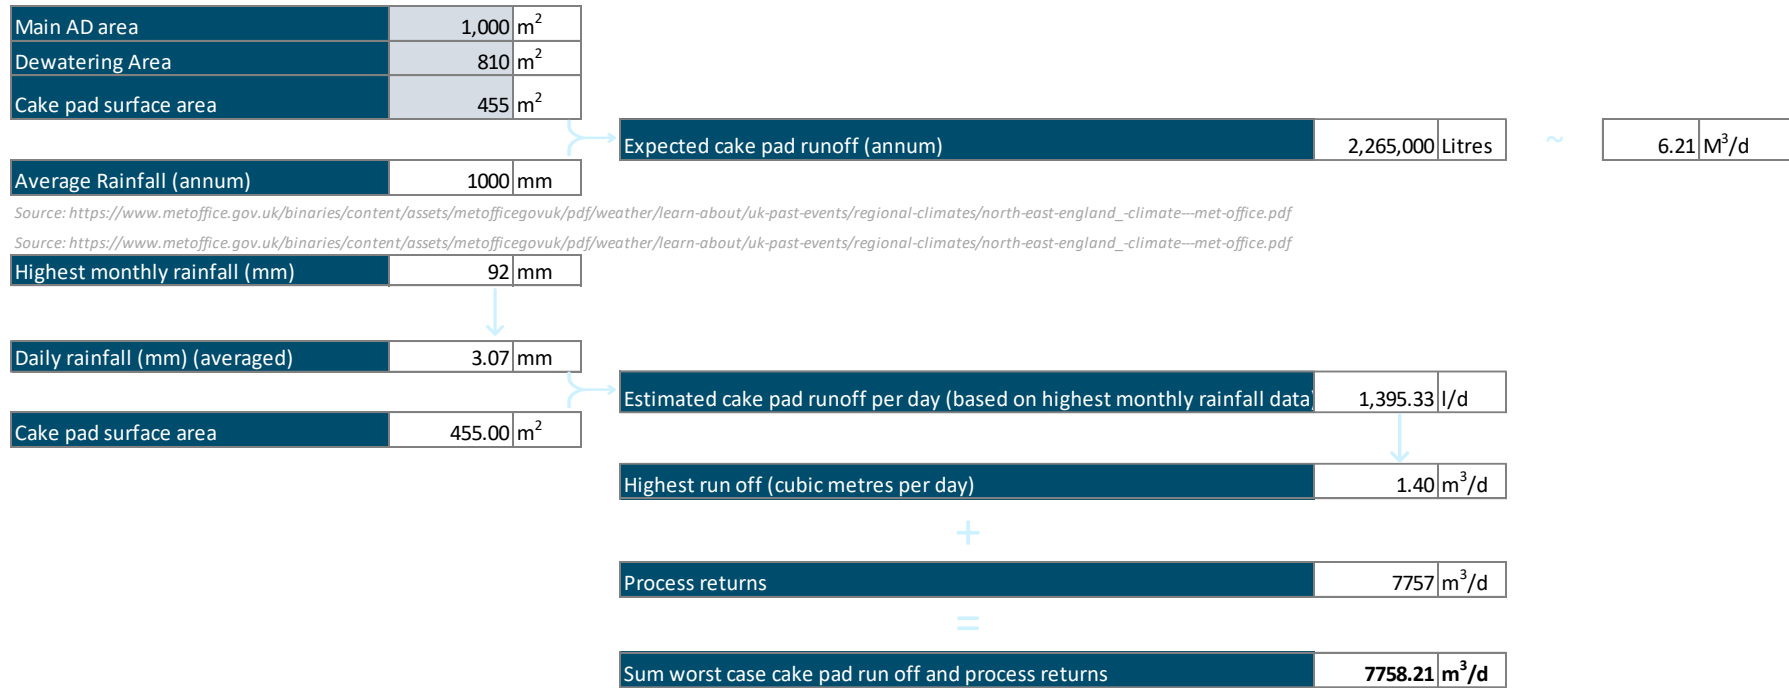 Main AD area 1,000 m²
Dewatering Area 810 m²
Cake pad surface area 455 m²
Expected cake pad runoff (annum) 2,265,000 Litres ~ 6.21 M³/d
Average Rainfall (annum) 1000 mm
Source: https://www.metoffice.gov.uk/binaries/content/assets/metofficegovuk/pdf/weather/learn-about/uk-past-events/regional-climates/north-east-england_-climate---met-office.pdf
Source: https://www.metoffice.gov.uk/binaries/content/assets/metofficegovuk/pdf/weather/learn-about/uk-past-events/regional-climates/north-east-england_-climate---met-office.pdf
Highest monthly rainfall (mm) 92 mm
Daily rainfall (mm) (averaged) 3.07 mm
Estimated cake pad runoff per day (based on highest monthly rainfall data) 1,395.33 l/d
Cake pad surface area 455.00 m²
Highest run off (cubic metres per day) 1.40 m³/d
+
Process returns 7757 m³/d
=
Sum worst case cake pad run off and process returns 7758.21 m³/d